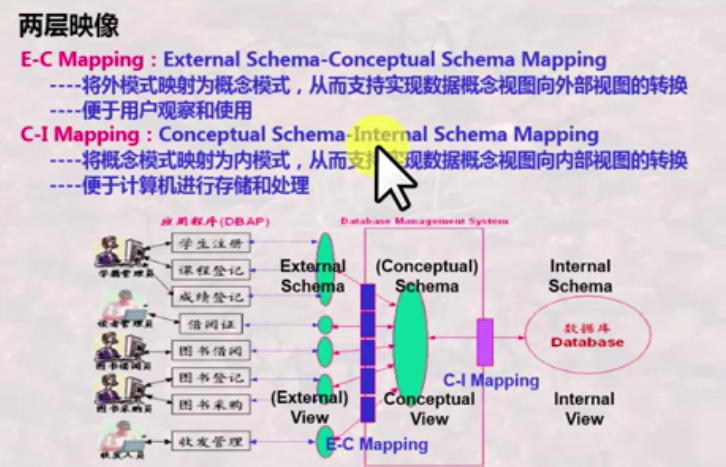 两层映像
E-C Mapping：External Schema-Conceptual Schema Mapping
----将外模式映射为概念模式，从而支持实现数据概念视图向外部视图的转换
----便于用户观察和使用
C-I Mapping：Conceptual Schema-Internal Schema Mapping
----将概念模式映射为内模式，从而支持实现数据概念视图向内部视图的转换
----便于计算机进行存储和处理
应用程序(DBAP)
Database Management System
学生注册
学籍管理员
课程登记
External Schema
(Conceptual) Schema
Internal Schema
成绩登记
读者管理员
借阅证
数据库
Database
图书借阅
图书借阅员
图书登记
C-I Mapping
图书采购员
图书采购
(External) View
Conceptual View
Internal View
收发管理
收发人员
E-C Mapping